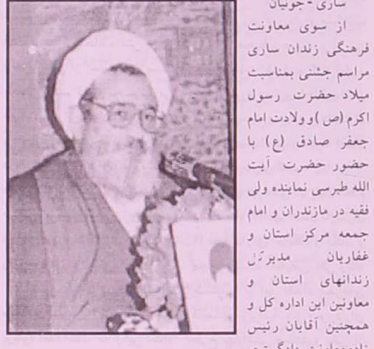 ساری - جونیان
از سوی معاونت
فرهنگی زندان ساری
مراسم جشنی بمناسبت
میلاد حضرت رسول
اکرم (ص) و ولادت امام
جعفر صادق (ع) با
حضور حضرت آیت
الله طبرسی نماینده ولی
فقیه در مازندران و امام
جمعه مرکز استان و
غفاریان مدیرکل
زندانهای استان و
معاونین این اداره کل و
همچنین آقایان رئیس